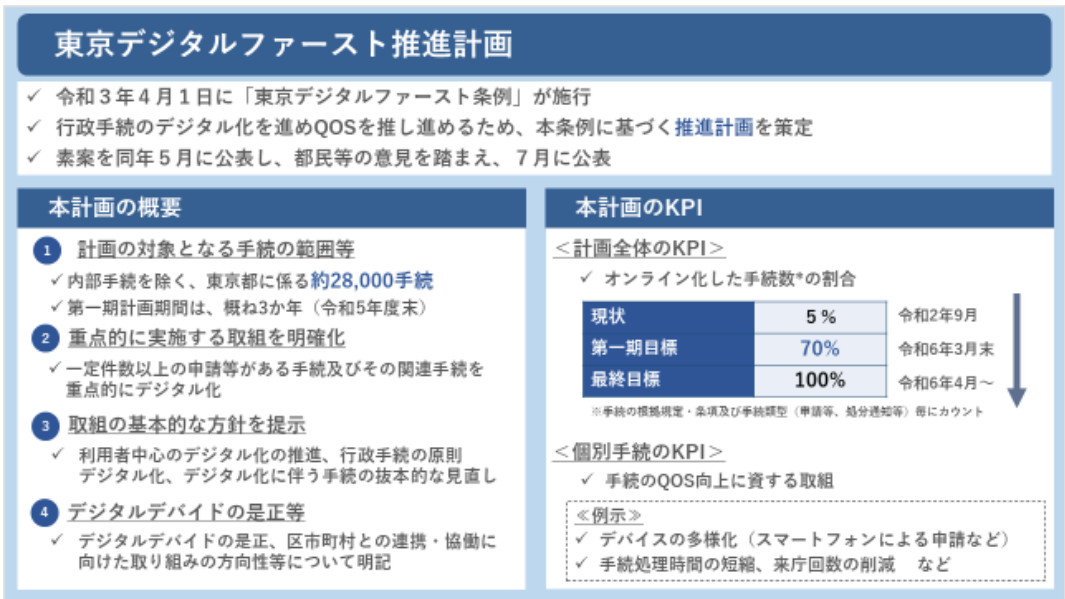 東京デジタルファースト推進計画
✓ 令和３年４月１日に「東京デジタルファースト条例」が施行
✓ 行政手続のデジタル化を進めQOSを推し進めるため、本条例に基づく推進計画を策定
✓ 素案を同年５月に公表し、都民等の意見を踏まえ、７月に公表
本計画の概要
1 計画の対象となる手続の範囲等
✓内部手続を除く、東京都に係る約28,000手続
✓第一期計画期間は、概ね3か年（令和5年度末）
2 重点的に実施する取組を明確化
✓一定件数以上の申請等がある手続及びその関連手続を
重点的にデジタル化
3 取組の基本的な方針を提示
✓ 利用者中心のデジタル化の推進、行政手続の原則
デジタル化、デジタル化に伴う手続の抜本的な見直し
4 デジタルデバイドの是正等
✓ デジタルデバイドの是正、区市町村との連携・協働に
向けた取り組みの方向性等について明記
本計画のKPI
＜計画全体のKPI＞
✓ オンライン化した手続数*の割合
現状 5％ 令和2年9月
第一期目標 70% 令和6年3月末
最終目標 100% 令和6年4月～
※手続の根拠規定・条項及び手続類型（申請等、処分通知等）毎にカウント
＜個別手続のKPI＞
✓ 手続のQOS向上に資する取組
≪例示≫
✓ デバイスの多様化（スマートフォンによる申請など）
✓ 手続処理時間の短縮、来庁回数の削減　など